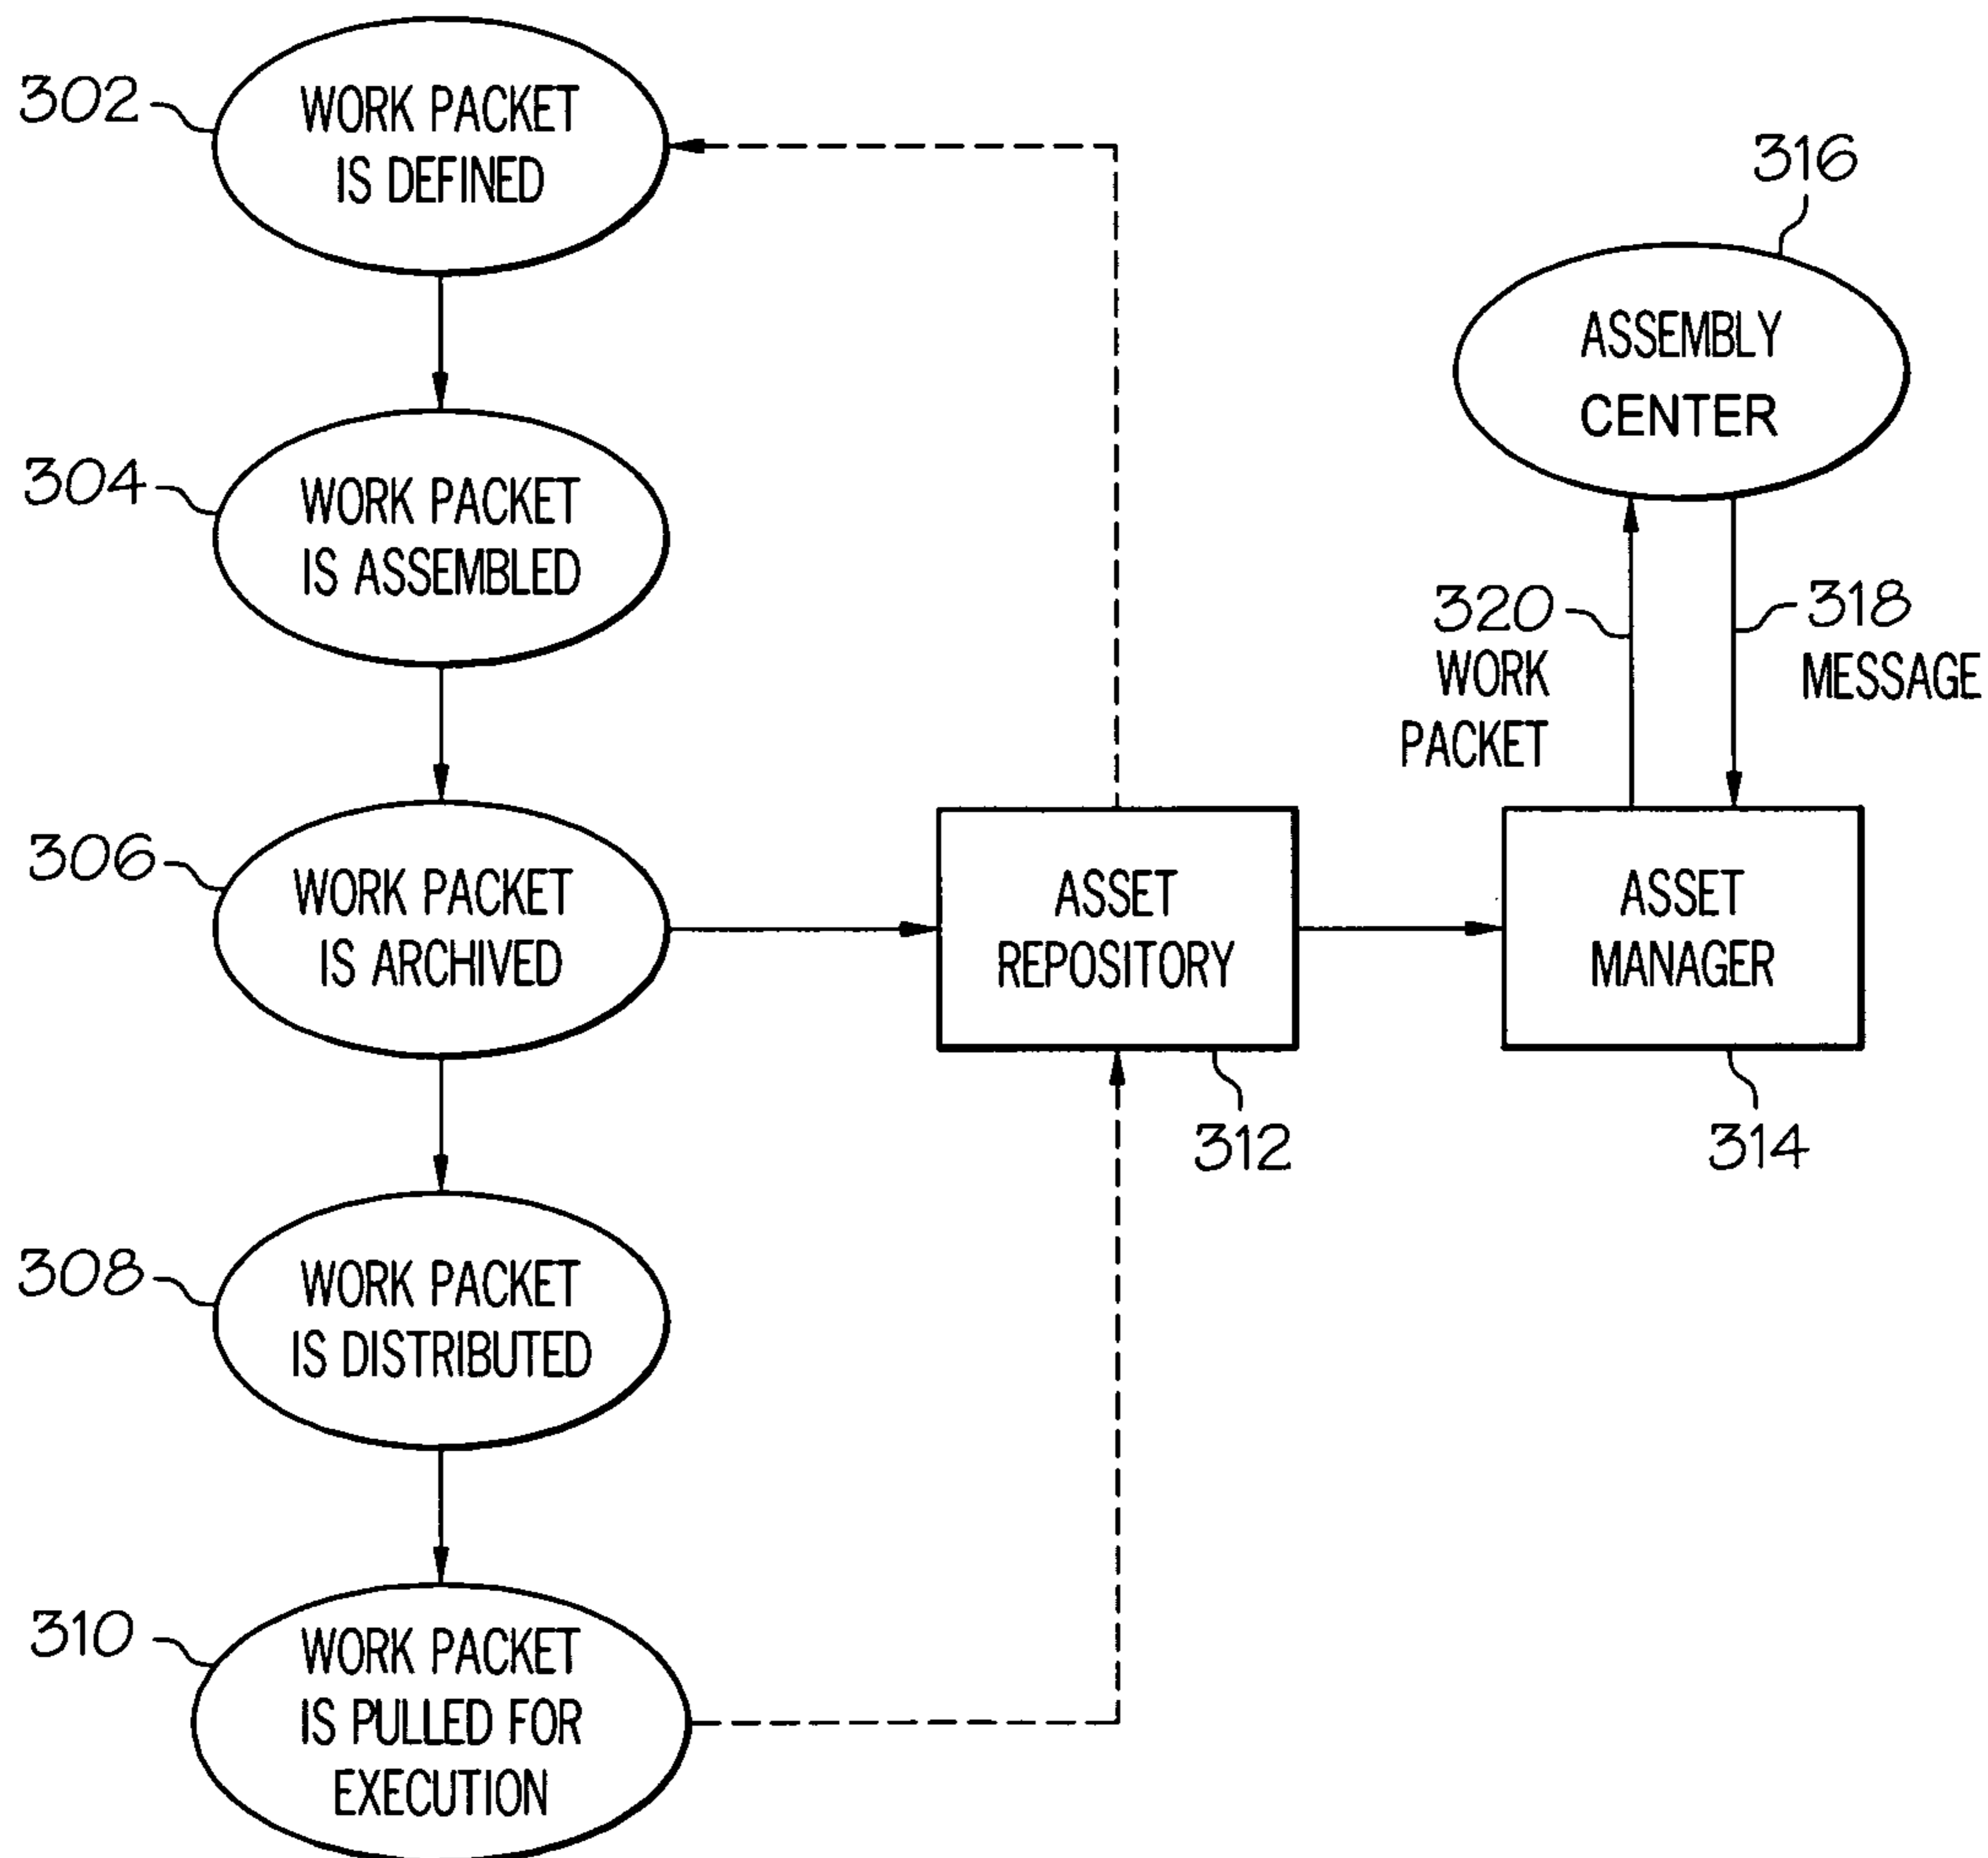 302
WORK PACKET
IS DEFINED
316
ASSEMBLY
CENTER
304
WORK PACKET
IS ASSEMBLED
320
WORK
PACKET
318
MESSAGE
306
WORK PACKET
IS ARCHIVED
ASSET
REPOSITORY
312
ASSET
MANAGER
314
308
WORK PACKET
IS DISTRIBUTED
310
WORK PACKET
IS PULLED FOR
EXECUTION